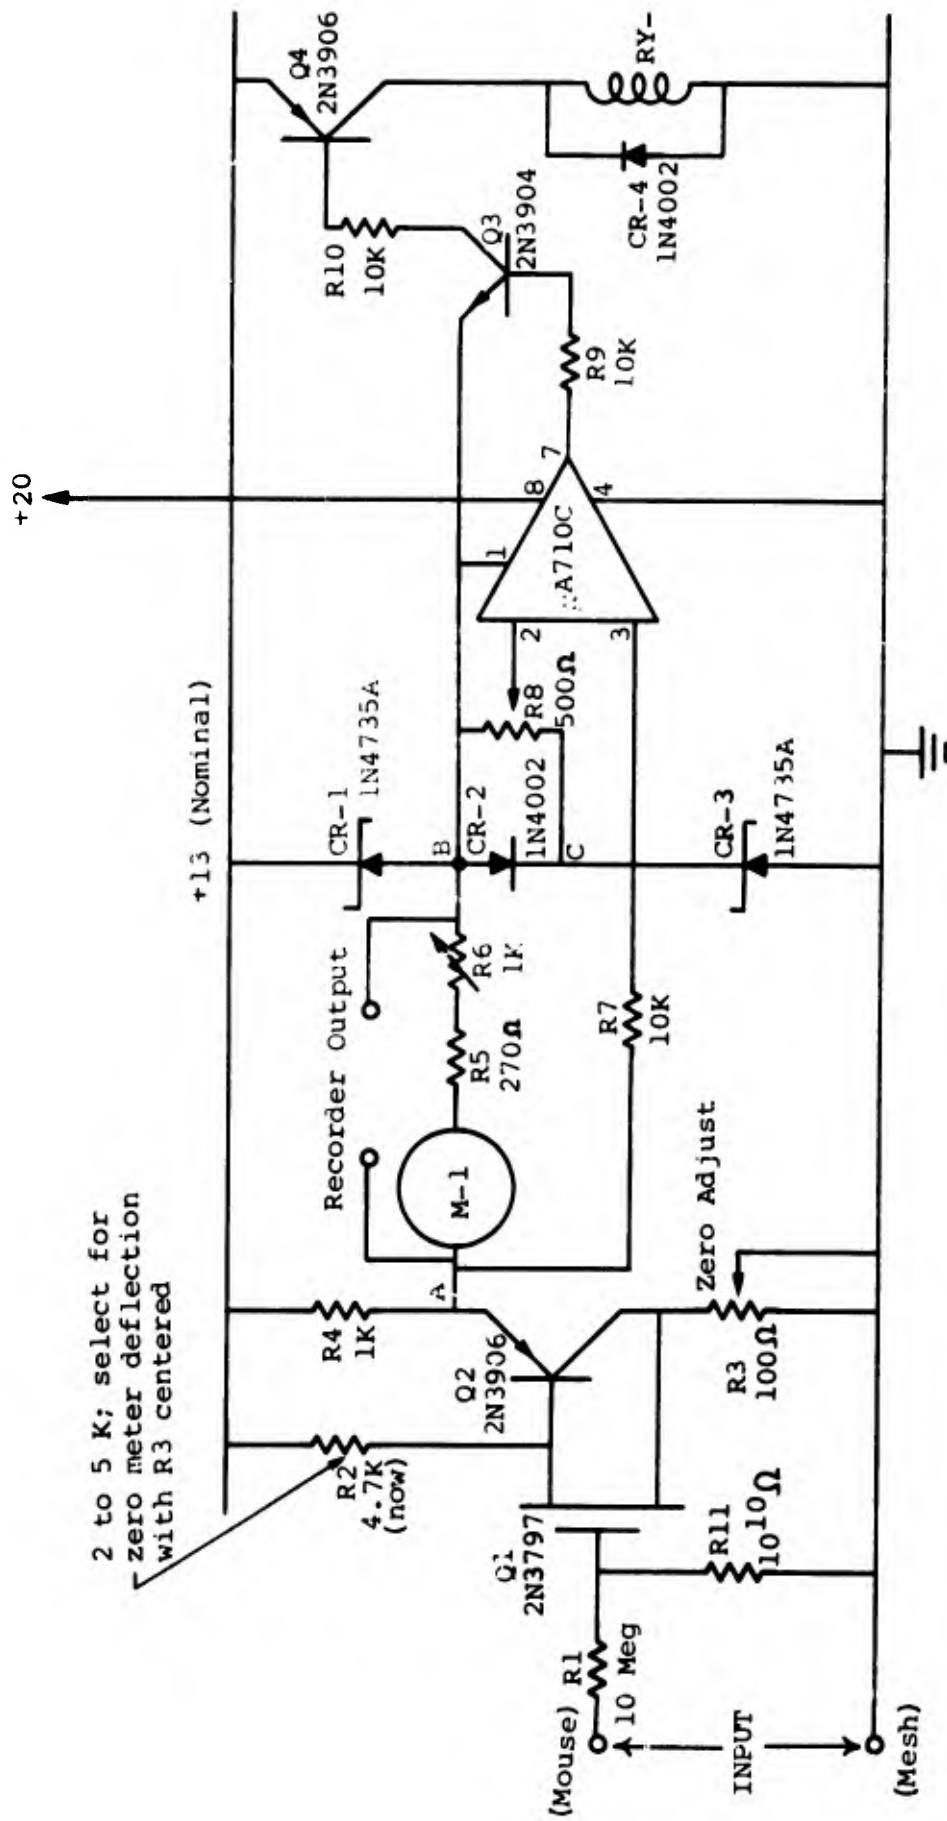 2 to 5 K; select for
zero meter deflection
with R3 centered
+13 (Nominal)
+20
R2
4.7K
(now)
R4
1K
Recorder Output
CR-1
1N4735A
Q4
2N3906
R10
10K
Q3
2N3904
A
M-1
R5
270Ω
R6
1K
B
CR-2
1N4002
C
R8
500Ω
1
2
3
A710C
8
7
4
R9
10K
CR-4
1N4002
RY-
Q2
2N3906
Q1
2N3797
R7
10K
CR-3
1N4735A
Zero Adjust
R3
100Ω
(Mouse)
R1
10 Meg
R11
10¹⁰Ω
INPUT
(Mesh)